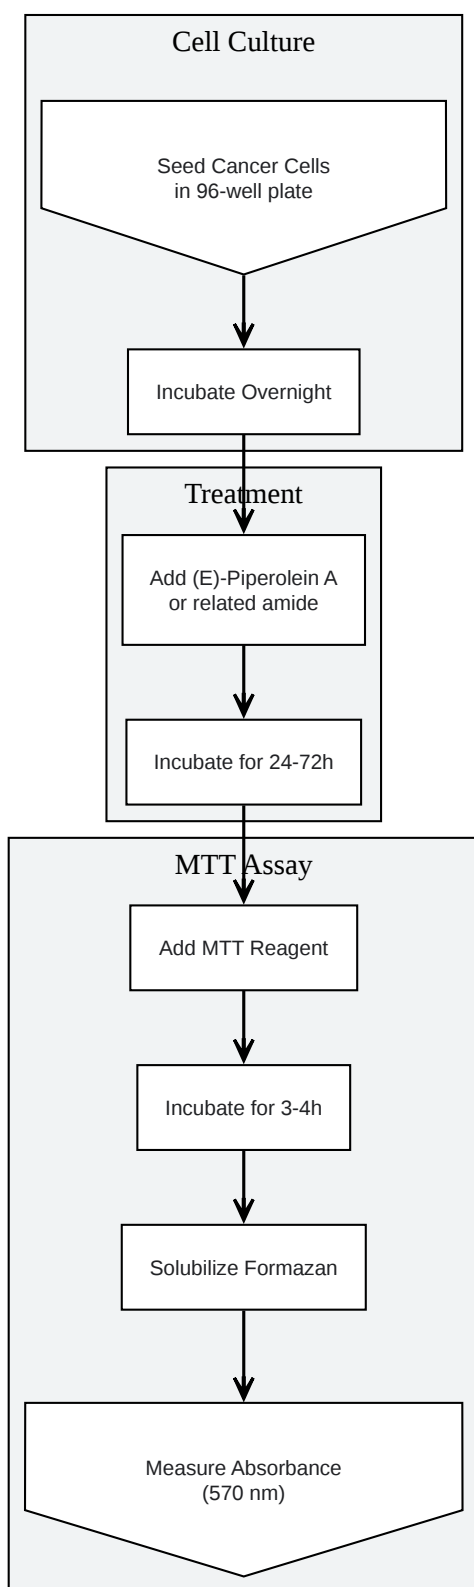 Cell Culture
Seed Cancer Cells
in 96-well plate
Incubate Overnight
Treatment
Add (E)-Piperolein A
or related amide
Incubate for 24-72h
MTT Assay
Add MTT Reagent
Incubate for 3-4h
Solubilize Formazan
Measure Absorbance
(570 nm)